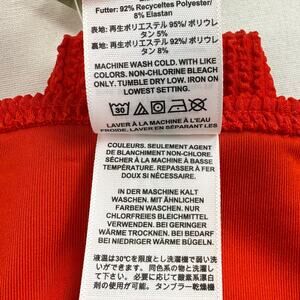 Futter: 92% Recyceltes Polyester/
8% Elastan
表地: 再生ポリエステル 95%/ ポリウレ
タン 5%
裏地: 再生ポリエステル 92%/ ポリウレ
タン 8%
MACHINE WASH COLD. WITH LIKE
COLORS. NON-CHLORINE BLEACH
ONLY. TUMBLE DRY LOW. IRON ON
LOWEST SETTING.
30
LAVER À LA MACHINE À L'EAU
FROIDE. LAVER EN SÉPARANT LES
COULEURS. SEULEMENT AGENT
DE BLANCHIMENT NON-CHLORE.
SÉCHER À LA MACHINE À BASSE
TEMPÉRATURE. REPASSER À FER
DOUX SI NÉCESSAIRE.
IN DER MASCHINE KALT
WASCHEN. MIT ÄHNLICHEN
FARBEN WASCHEN. NUR
CHLORFREIES BLEICHMITTEL
VERWENDEN. BEI GERINGER
WÄRME TROCKNEN. BEI BEDARF
BEI NIEDRIGER WÄRME BÜGELN.
液温は30℃を限度とし洗濯機で弱い洗
いができます。同色系の物と洗濯して
下さい。必要に応じて酸素系漂白
剤の使用が可能。タンブラー乾燥機